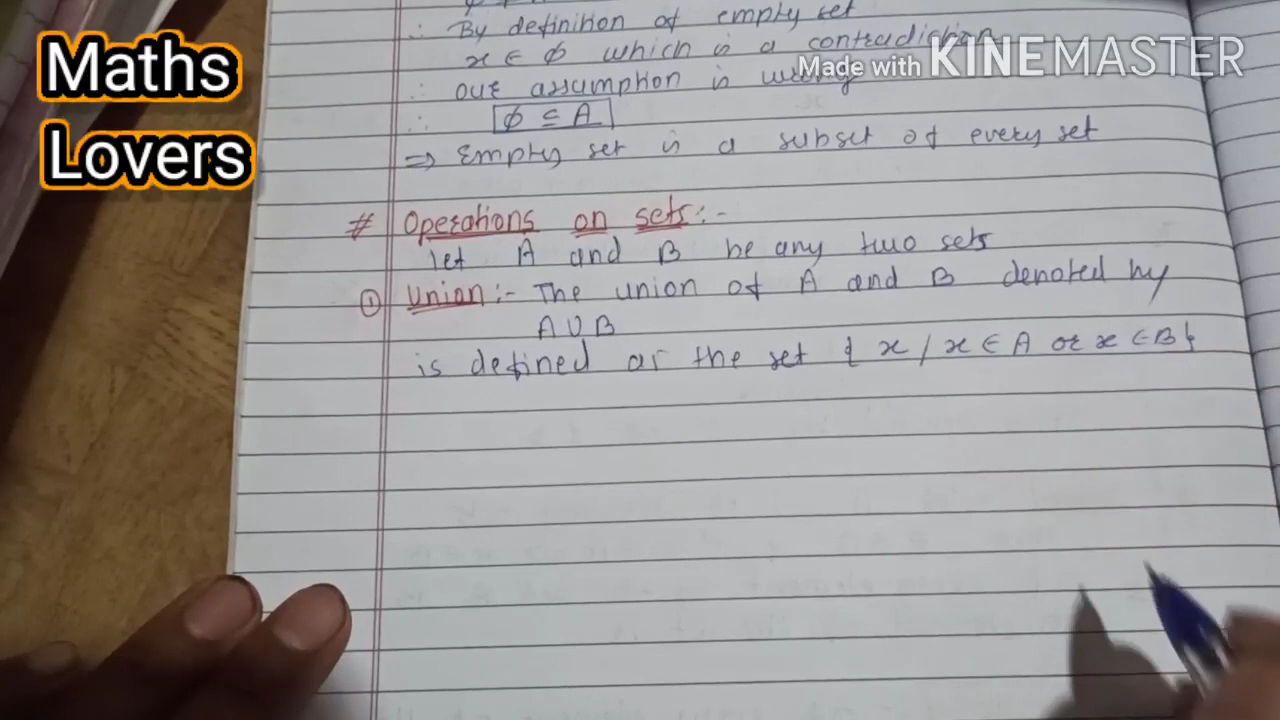 Maths
Lovers
Made with KINEMASTER
∴ By definition of empty set
x ∈ ϕ which is a contradiction
∴ our assumption is wrong
∴ ϕ ⊆ A
⇒ Empty set is a subset of every set
# Operations on sets:-
let A and B be any two sets
① Union:- The union of A and B denoted by
A ∪ B
is defined as the set { x / x ∈ A or x ∈ B }